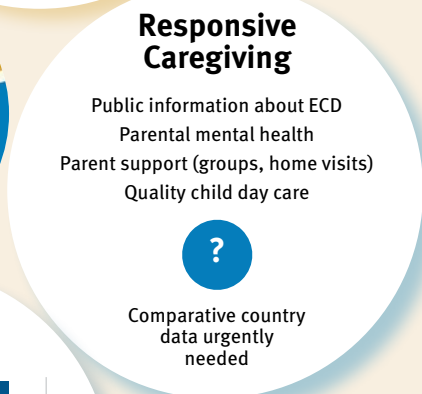 Responsive
Caregiving
Public information about ECD
Parental mental health
Parent support (groups, home visits)
Quality child day care
?
Comparative country
data urgently
needed